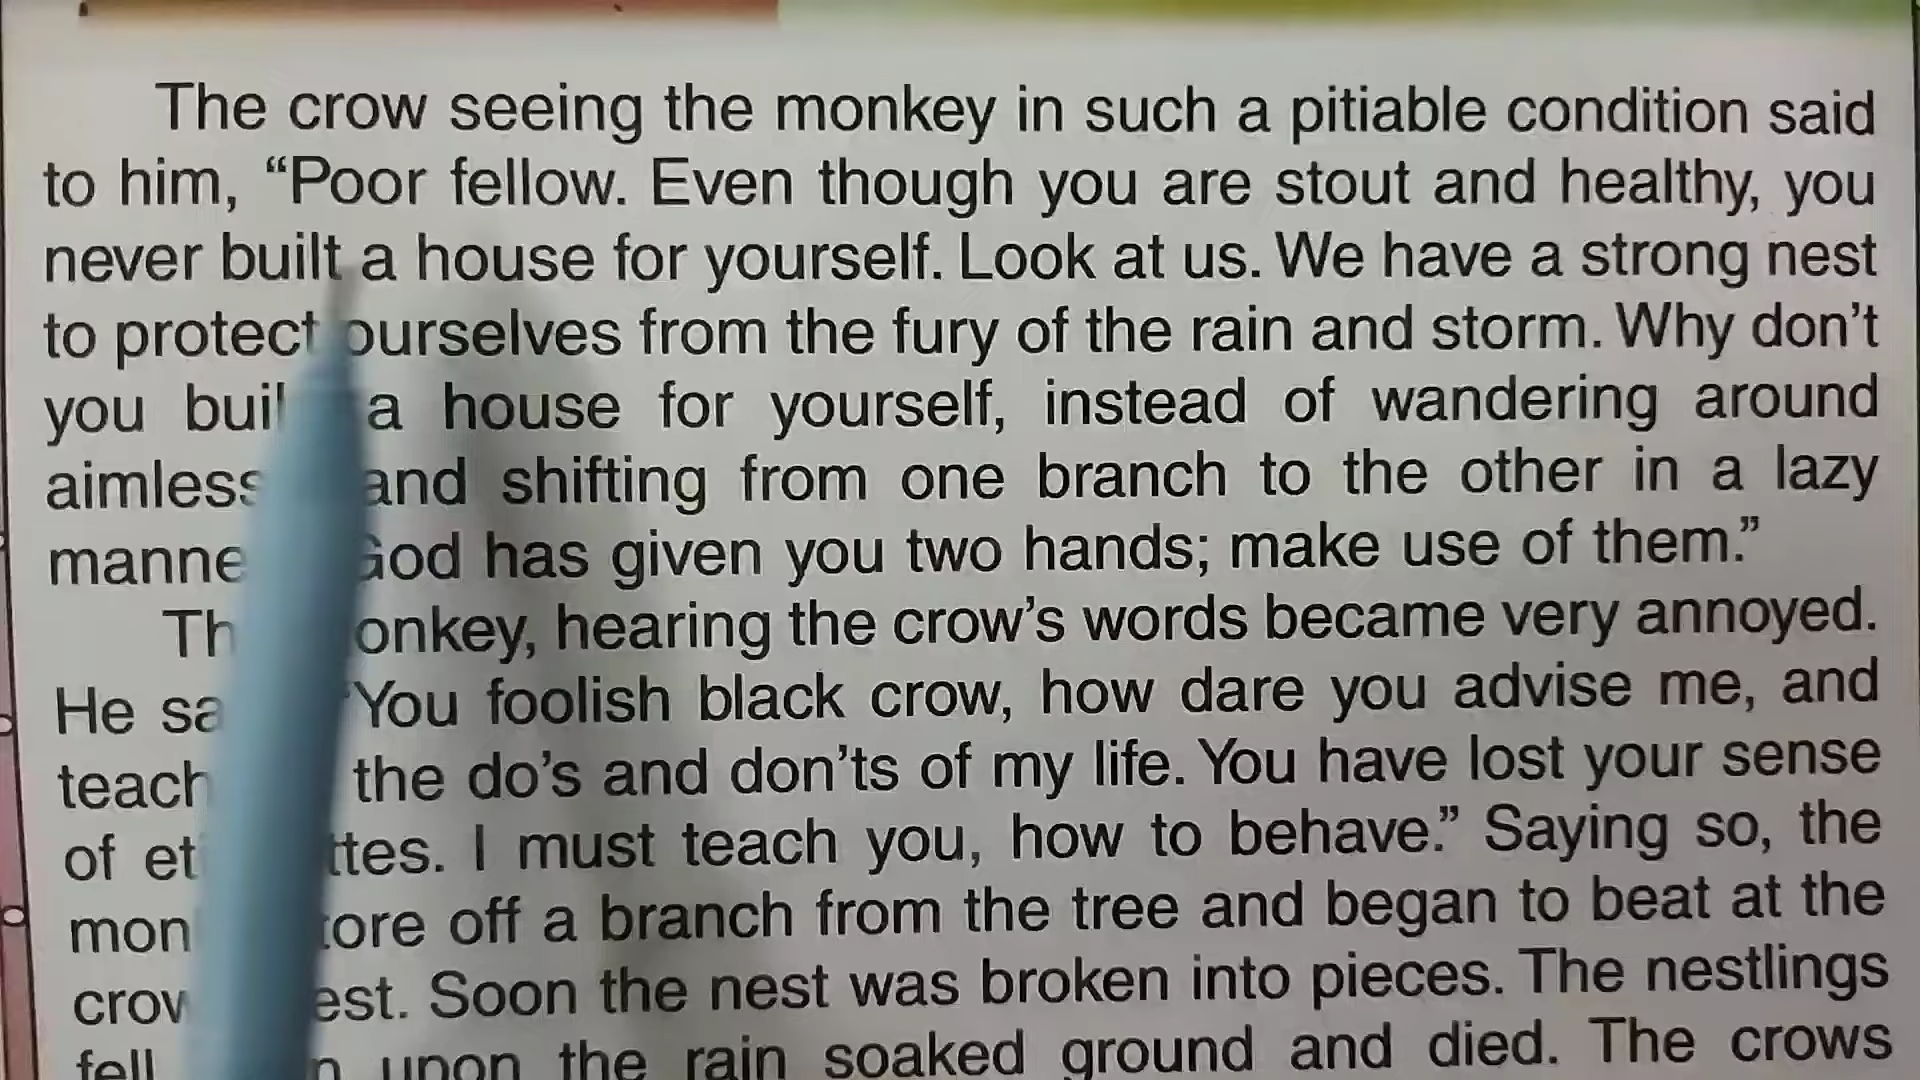 The crow seeing the monkey in such a pitiable condition said
to him, “Poor fellow. Even though you are stout and healthy, you
never built a house for yourself. Look at us. We have a strong nest
to protect ourselves from the fury of the rain and storm. Why don’t
you a house for yourself, instead of wandering around
and shifting from one branch to the other in a lazy
God has given you two hands; make use of them.”
hearing the crow’s words became very annoyed.
He “You foolish black crow, how dare you advise me, and
the do’s and don’ts of my life. You have lost your sense
of I must teach you, how to behave.” Saying so, the
off a branch from the tree and began to beat at the
Soon the nest was broken into pieces. The nestlings
fell upon the rain soaked ground and died. The crows